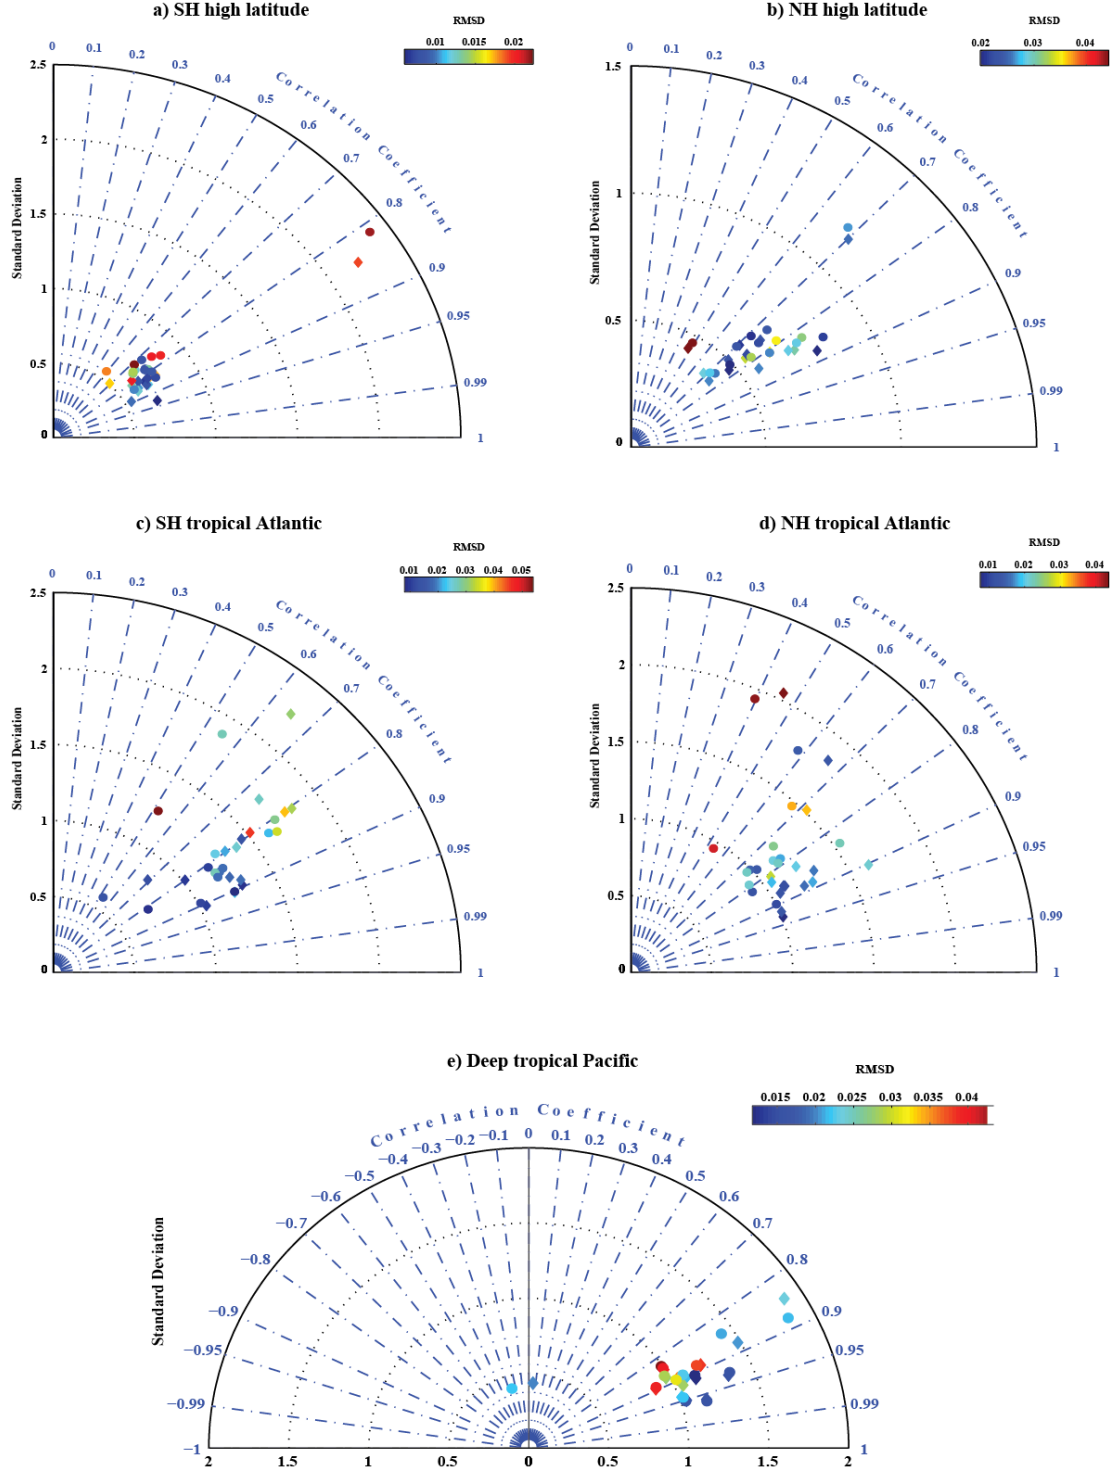 a) SH high latitude
RMSD
0.01 0.015 0.02
0 0.1 0.2 0.3 0.4 0.5 0.6 0.7 0.8 0.9 0.95 0.99 1
Correlation Coefficient
Standard Deviation
2.5
2
1.5
1
0.5
0
b) NH high latitude
RMSD
0.02 0.03 0.04
0 0.1 0.2 0.3 0.4 0.5 0.6 0.7 0.8 0.9 0.95 0.99 1
Correlation Coefficient
Standard Deviation
1.5
1
0.5
0
c) SH tropical Atlantic
RMSD
0.01 0.02 0.03 0.04 0.05
0 0.1 0.2 0.3 0.4 0.5 0.6 0.7 0.8 0.9 0.95 0.99 1
Correlation Coefficient
Standard Deviation
2.5
2
1.5
1
0.5
0
d) NH tropical Atlantic
RMSD
0.01 0.02 0.03 0.04
0 0.1 0.2 0.3 0.4 0.5 0.6 0.7 0.8 0.9 0.95 0.99 1
Correlation Coefficient
Standard Deviation
2.5
2
1.5
1
0.5
0
e) Deep tropical Pacific
RMSD
0.015 0.02 0.025 0.03 0.035 0.04
Correlation Coefficient
−1 −0.99 −0.95 −0.9 −0.8 −0.7 −0.6 −0.5 −0.4 −0.3 −0.2 −0.1 0 0.1 0.2 0.3 0.4 0.5 0.6 0.7 0.8 0.9 0.95 0.99 1
Standard Deviation
2 1.5 1 0.5 0 0.5 1 1.5 2